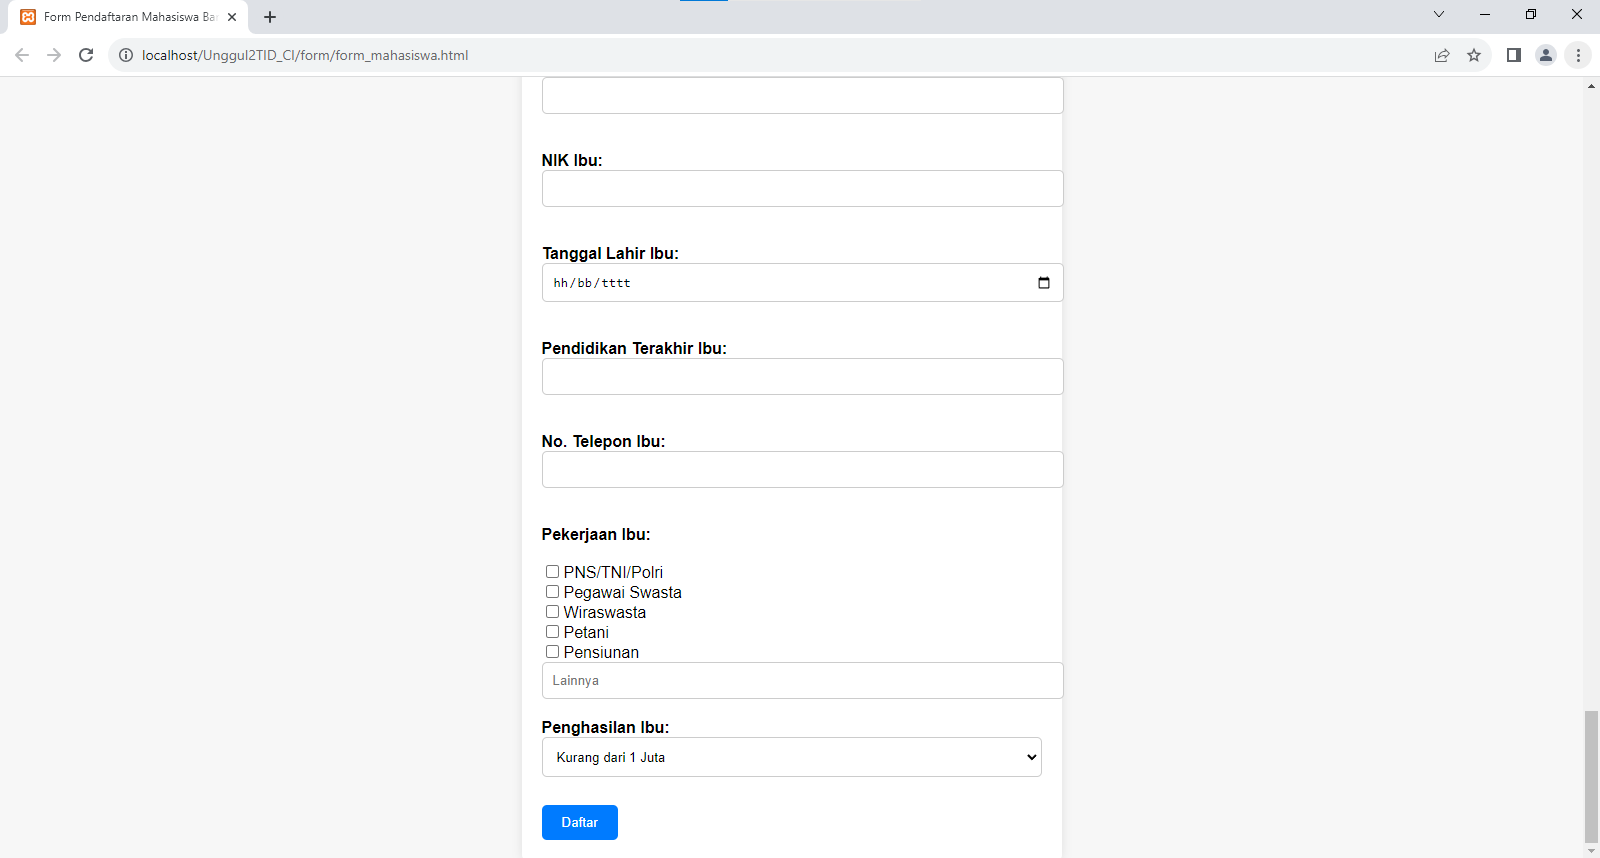 Form Pendaftaran Mahasiswa Ba
localhost/Unggul2TID_CI/form/form_mahasiswa.html
NIK Ibu:
Tanggal Lahir Ibu:
hh/bb/tttt
Pendidikan Terakhir Ibu:
No. Telepon Ibu:
Pekerjaan Ibu:
PNS/TNI/Polri
Pegawai Swasta
Wiraswasta
Petani
Pensiunan
Lainnya
Penghasilan Ibu:
Kurang dari 1 Juta
Daftar